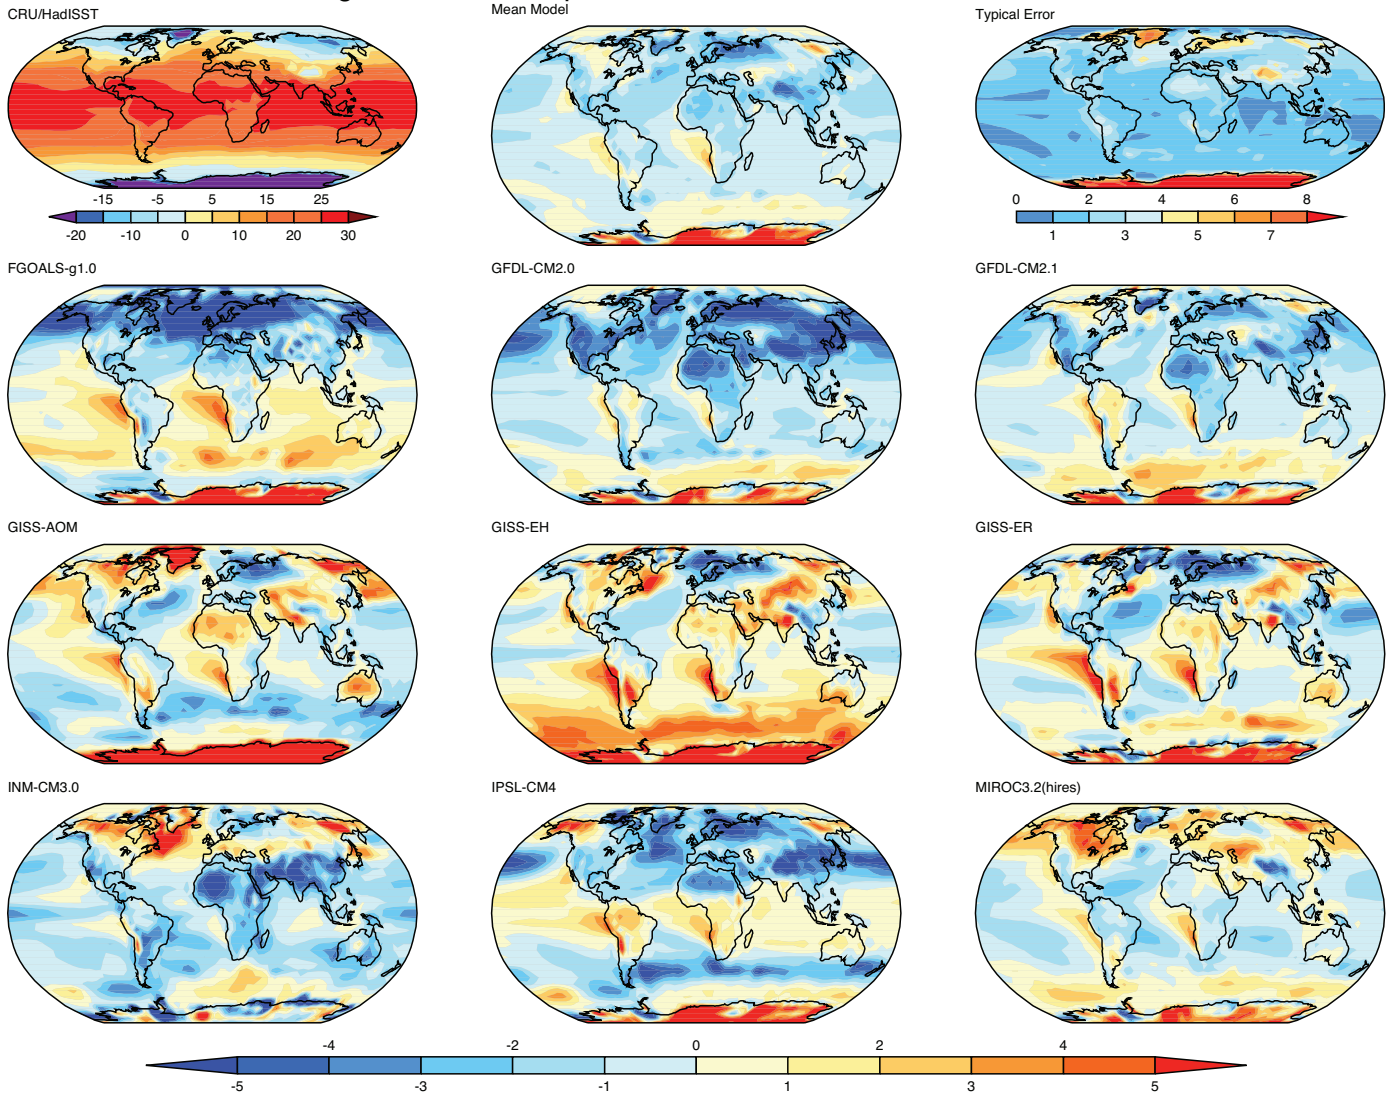 CRU/HadISST
Mean Model
Typical Error
-15 -5 5 15 25
-20 -10 0 10 20 30
0 2 4 6 8
1 3 5 7
FGOALS-g1.0
GFDL-CM2.0
GFDL-CM2.1
GISS-AOM
GISS-EH
GISS-ER
INM-CM3.0
IPSL-CM4
MIROC3.2(hires)
-4 -2 0 2 4
-5 -3 -1 1 3 5